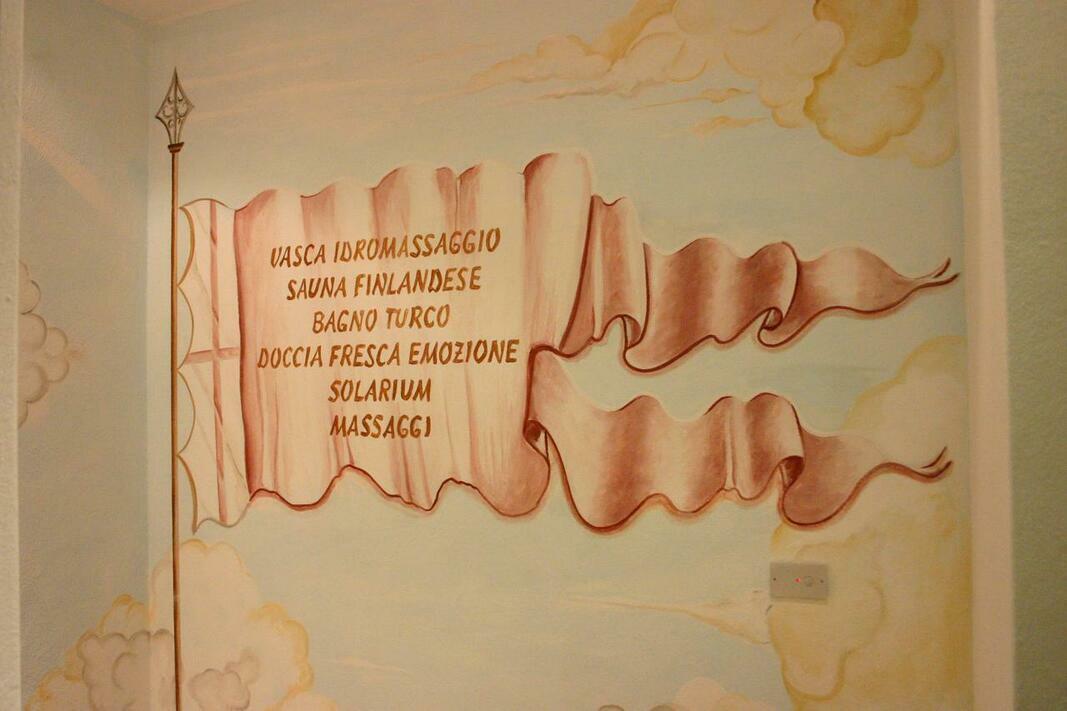 VASCA IDROMASSAGGIO
SAUNA FINLANDESE
BAGNO TURCO
DOCCIA FRESCA EMOZIONE
SOLARIUM
MASSAGGI